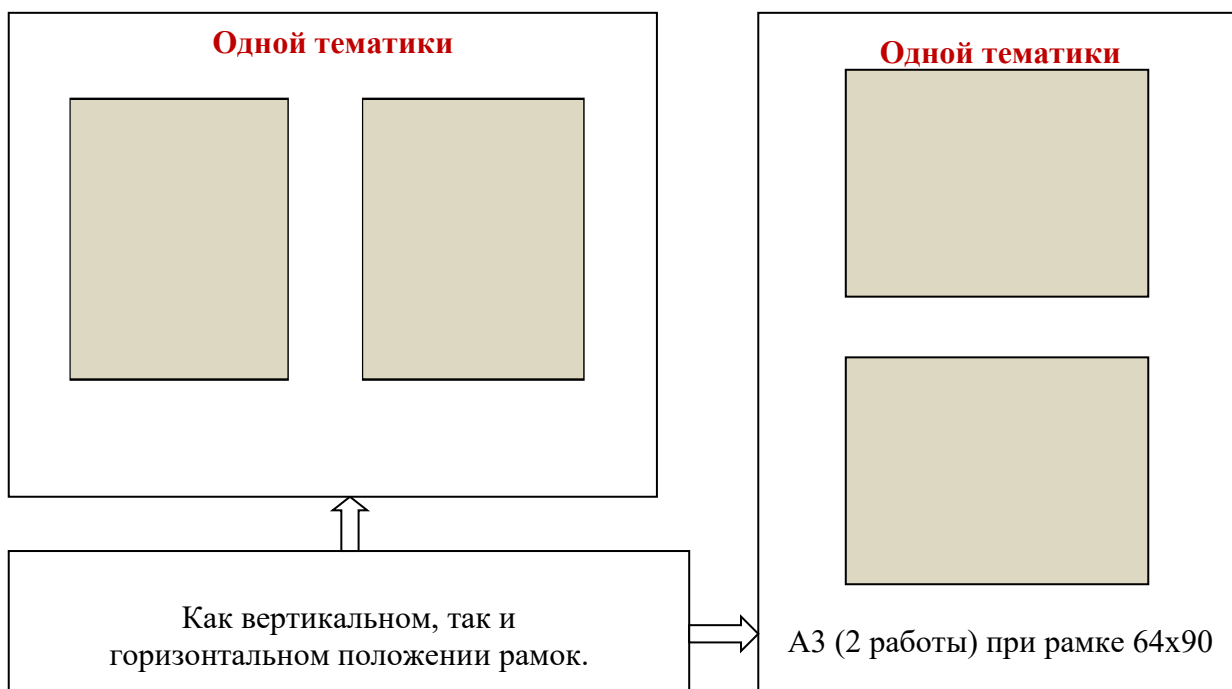 Одной тематики
Одной тематики
Как вертикальном, так и
горизонтальном положении рамок.
А3 (2 работы) при рамке 64х90